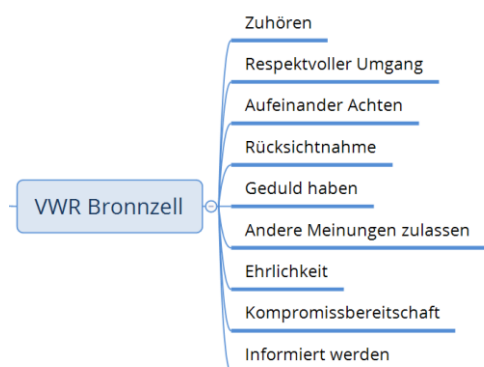 Zuhören
Respektvoller Umgang
Aufeinander Achten
Rücksichtnahme
VWR Bronnzell
Geduld haben
Andere Meinungen zulassen
Ehrlichkeit
Kompromissbereitschaft
Informiert werden